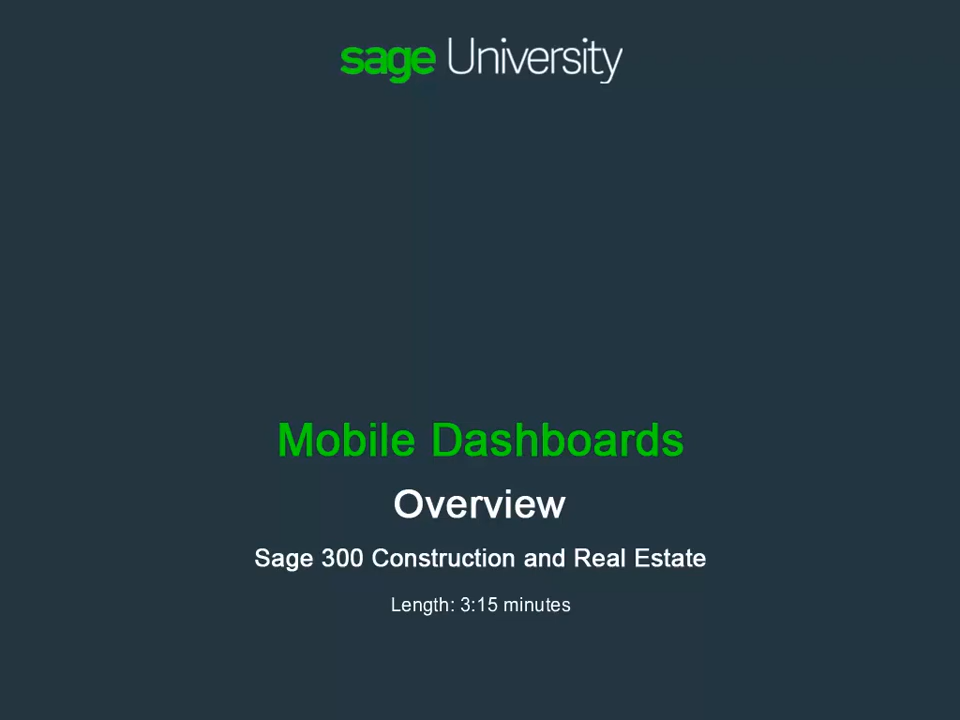 sage University
Mobile Dashboards
Overview
Sage 300 Construction and Real Estate
Length: 3:15 minutes